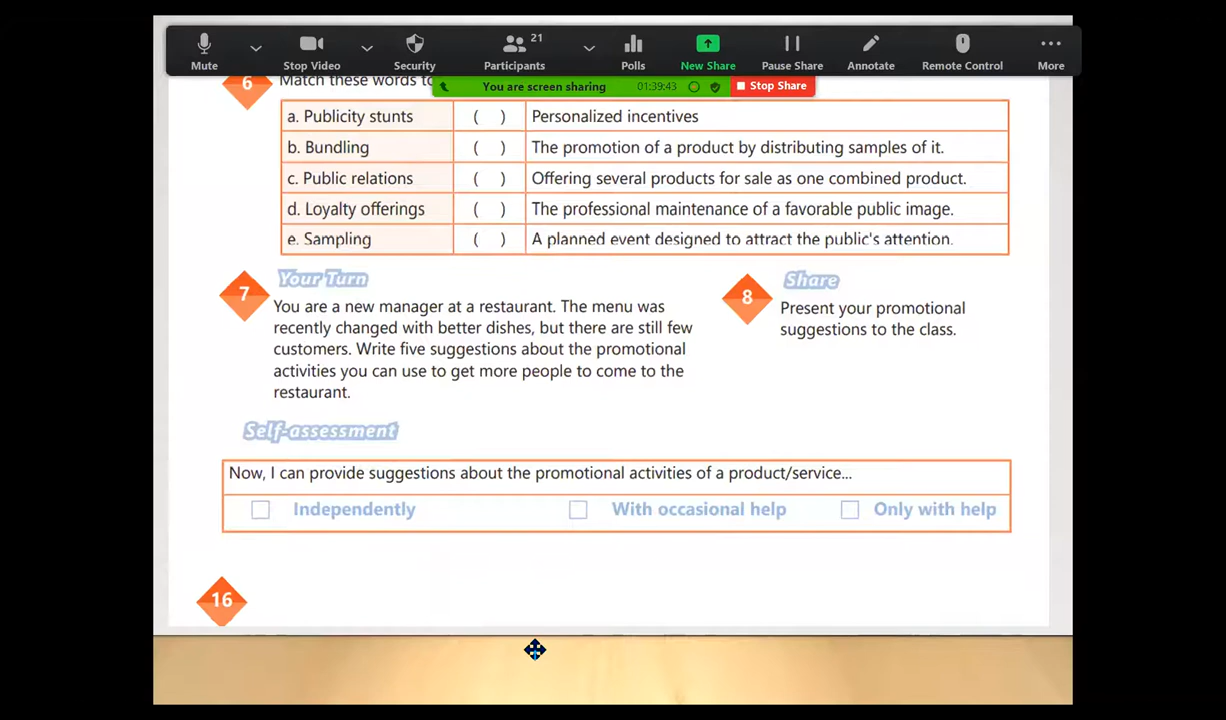 21
Mute
Stop Video
Security
Participants
Polls
New Share
Pause Share
Annotate
Remote Control
More
6
Match these words to
You are screen sharing
01:39:43
Stop Share
a. Publicity stunts ( ) Personalized incentives
b. Bundling ( ) The promotion of a product by distributing samples of it.
c. Public relations ( ) Offering several products for sale as one combined product.
d. Loyalty offerings ( ) The professional maintenance of a favorable public image.
e. Sampling ( ) A planned event designed to attract the public's attention.
7
Your Turn
You are a new manager at a restaurant. The menu was
recently changed with better dishes, but there are still few
customers. Write five suggestions about the promotional
activities you can use to get more people to come to the
restaurant.
8
Share
Present your promotional
suggestions to the class.
Self-assessment
Now, I can provide suggestions about the promotional activities of a product/service...
Independently
With occasional help
Only with help
16